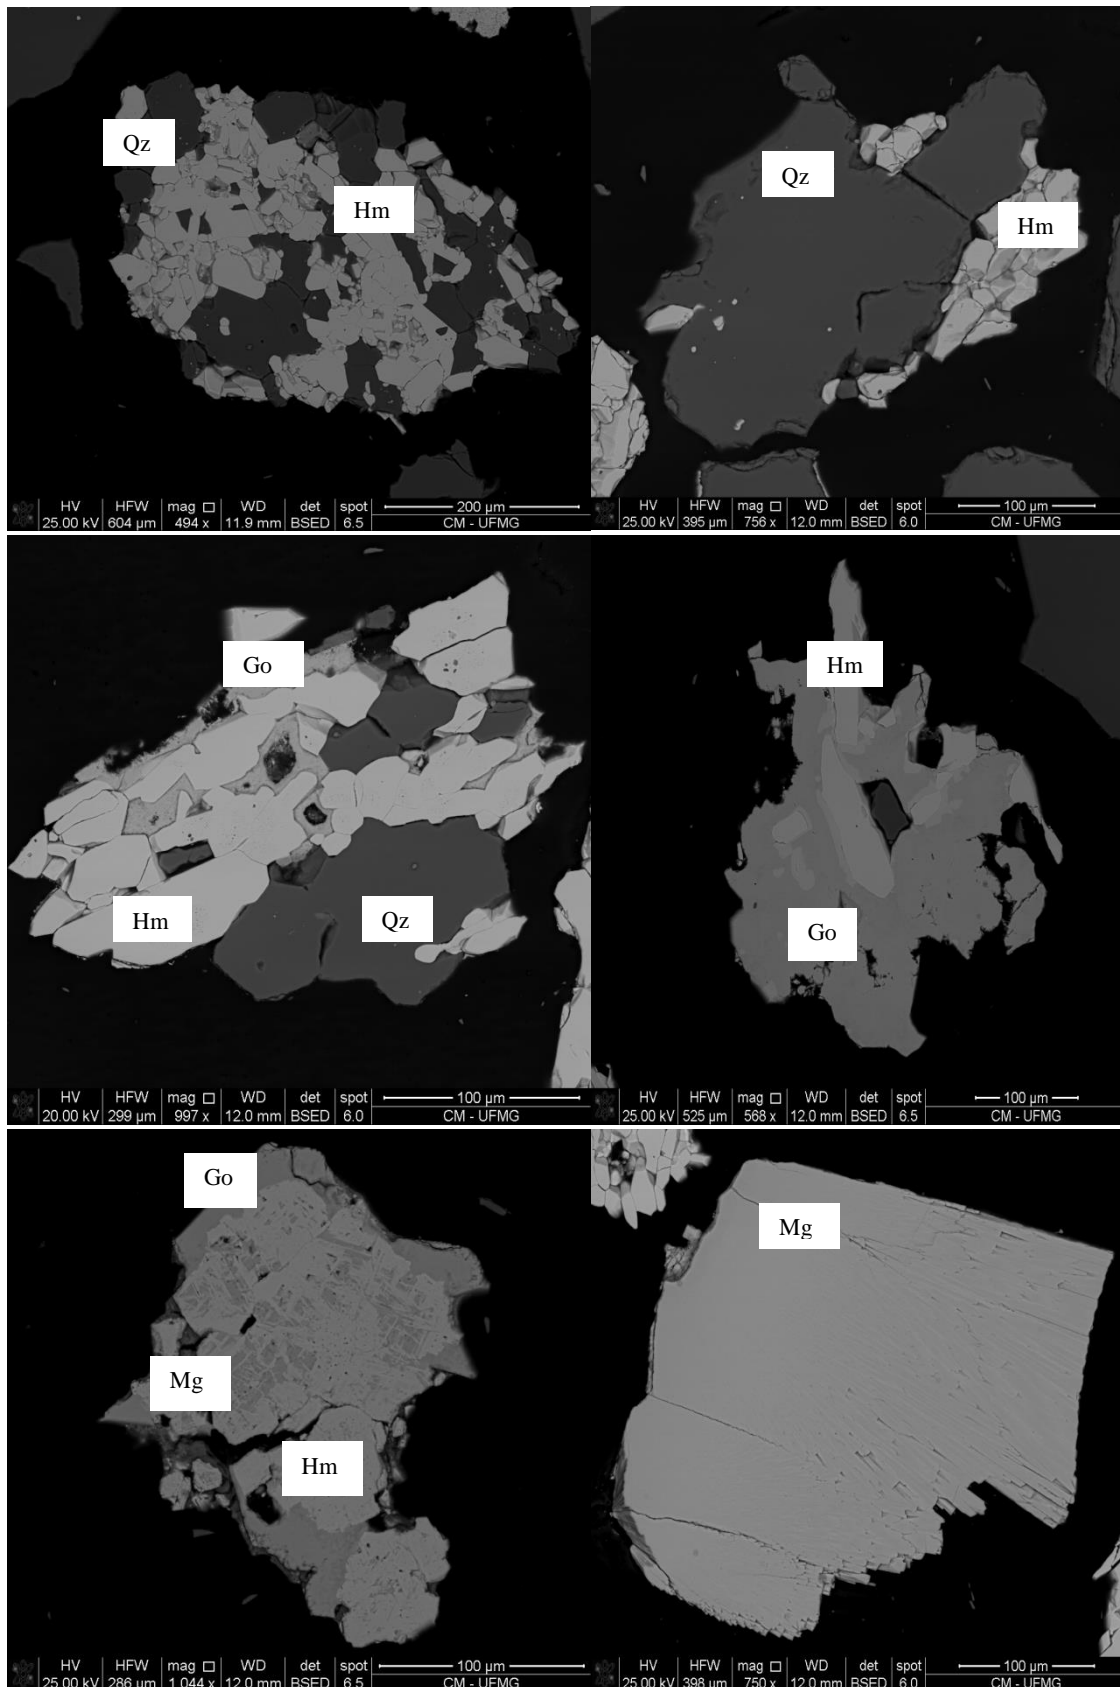 Qz
Hm
HV HFW mag WD det spot 200 µm
25.00 kV 604 µm 494 x 11.9 mm BSED 6.5 CM - UFMG
Qz
Hm
HV HFW mag WD det spot 100 µm
25.00 kV 395 µm 756 x 12.0 mm BSED 6.0 CM - UFMG
Go
Hm
Qz
HV HFW mag WD det spot 100 µm
20.00 kV 299 µm 997 x 12.0 mm BSED 6.0 CM - UFMG
Hm
Go
HV HFW mag WD det spot 100 µm
25.00 kV 525 µm 568 x 12.0 mm BSED 6.5 CM - UFMG
Go
Mg
Hm
HV HFW mag WD det spot 100 µm
25.00 kV 286 µm 1 044 x 12.0 mm BSED 6.5 CM - UFMG
Mg
HV HFW mag WD det spot 100 µm
25.00 kV 398 µm 750 x 12.0 mm BSED 6.0 CM - UFMG